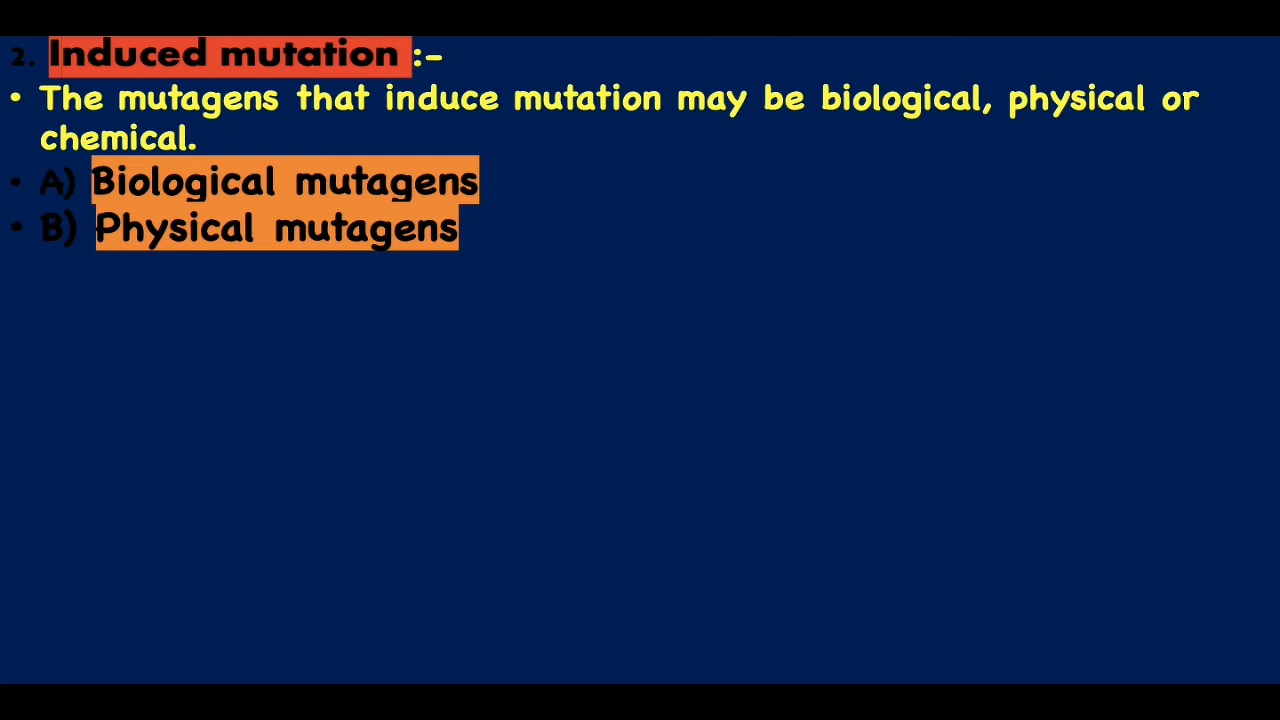 2. Induced mutation :-
• The mutagens that induce mutation may be biological, physical or
chemical.
• A) Biological mutagens
• B) Physical mutagens